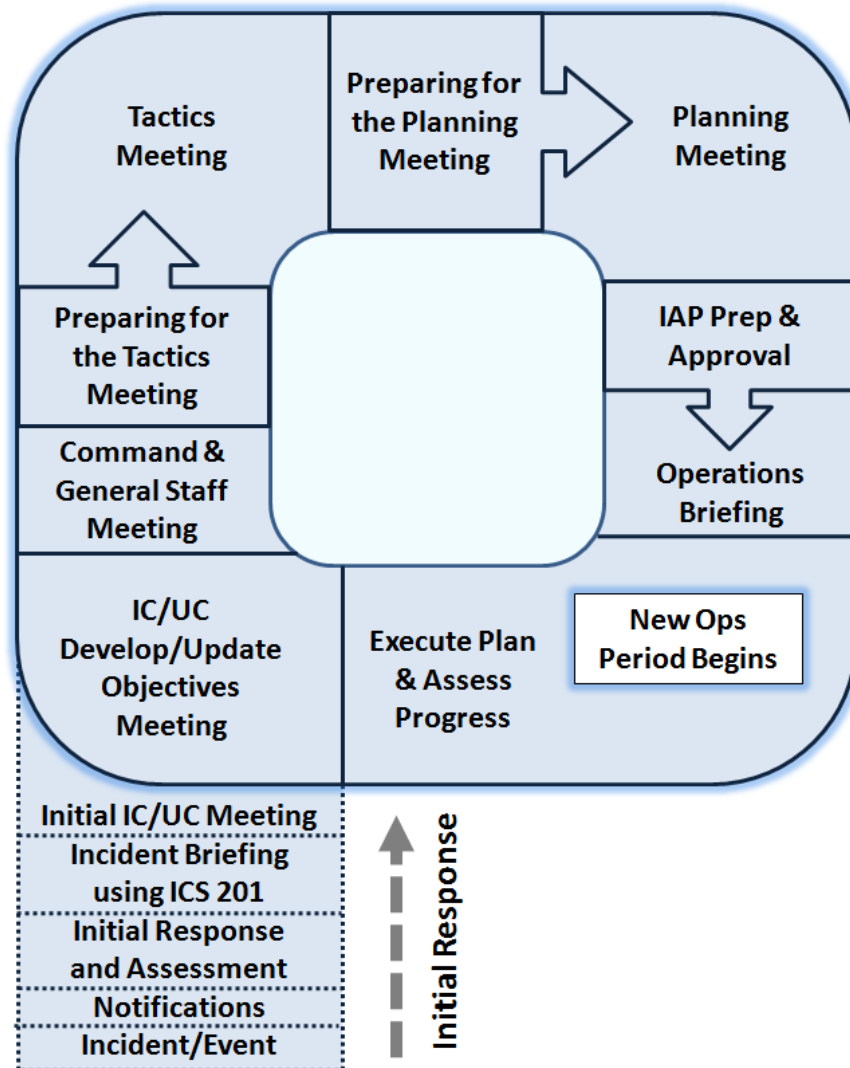 Tactics
Meeting
Preparing for
the Planning
Meeting
Planning
Meeting
Preparing for
the Tactics
Meeting
IAP Prep &
Approval
Command &
General Staff
Meeting
Operations
Briefing
IC/UC
Develop/Update
Objectives
Meeting
Execute Plan
& Assess
Progress
New Ops
Period Begins
Initial IC/UC Meeting
Incident Briefing
using ICS 201
Initial Response
and Assessment
Notifications
Incident/Event
Initial Response